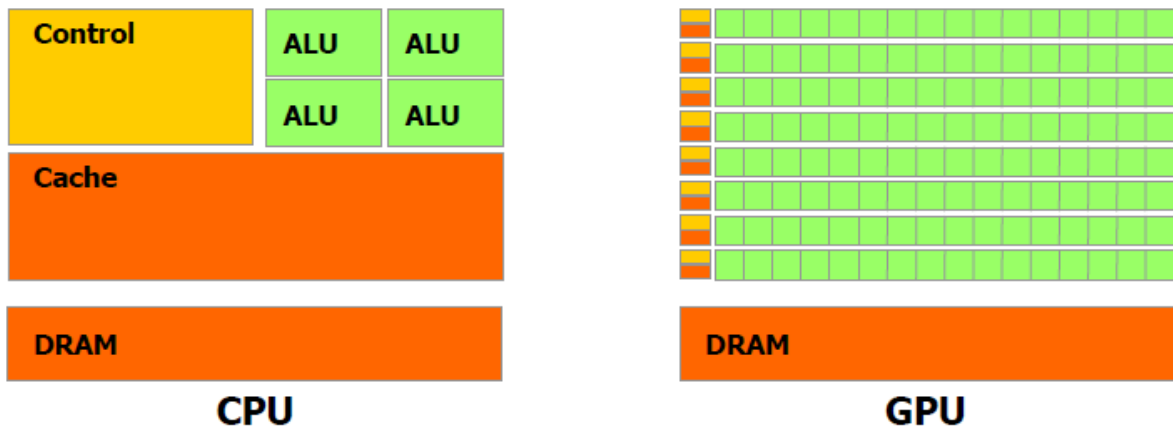 Control
ALU ALU
ALU ALU
Cache
DRAM
CPU
DRAM
GPU